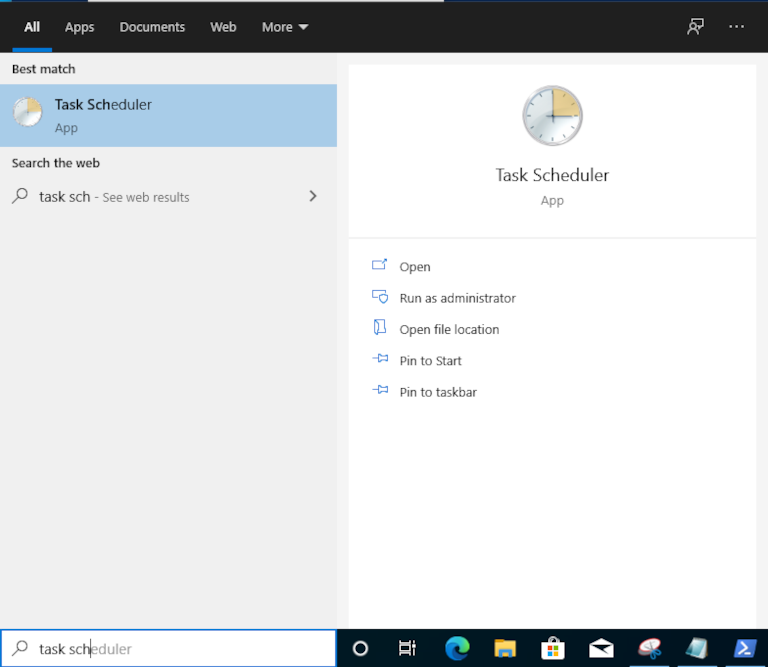 All Apps Documents Web More
Best match
Task Scheduler
App
Search the web
task sch - See web results
Task Scheduler
App
Open
Run as administrator
Open file location
Pin to Start
Pin to taskbar
task scheduler